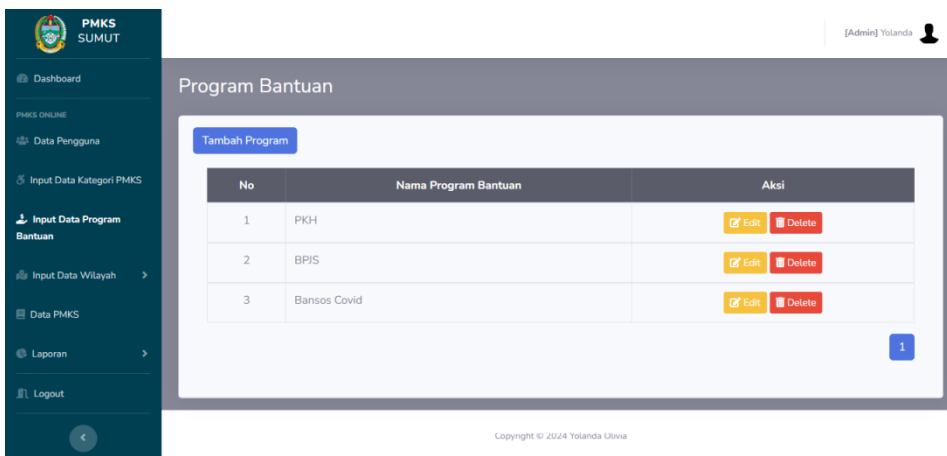 PMKS
SUMUT
[Admin] Yolanda
Dashboard
PMKS ONLINE
Data Pengguna
Input Data Kategori PMKS
Input Data Program
Bantuan
Input Data Wilayah
Data PMKS
Laporan
Logout
Program Bantuan
Tambah Program
No Nama Program Bantuan Aksi
1 PKH Edit Delete
2 BPJS Edit Delete
3 Bansos Covid Edit Delete
1
Copyright © 2024 Yolanda Olivia